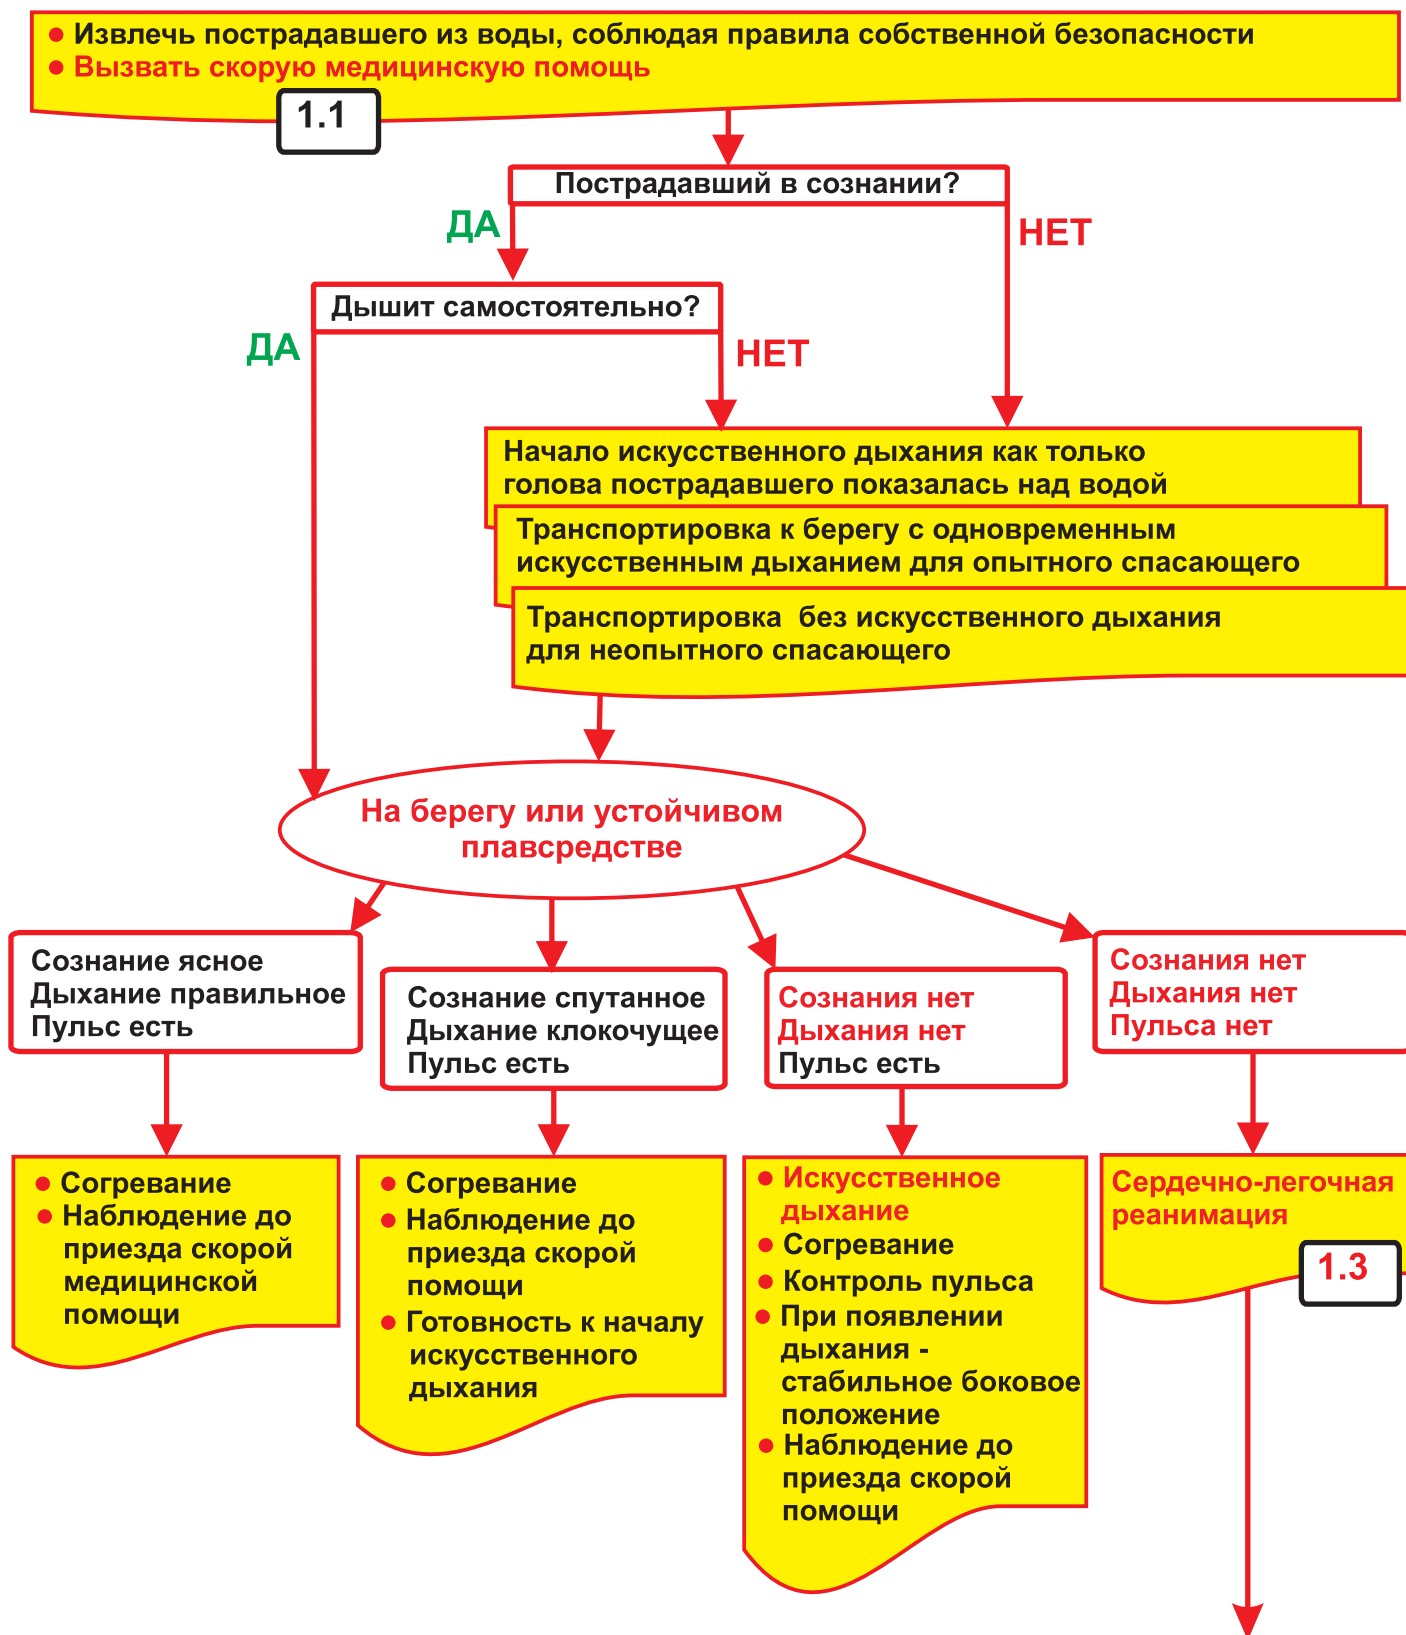 Извлечь пострадавшего из воды, соблюдая правила собственной безопасности
Вызвать скорую медицинскую помощь
1.1
Пострадавший в сознании?
ДА
НЕТ
Дышит самостоятельно?
ДА
НЕТ
Начало искусственного дыхания как только
голова пострадавшего показалась над водой
Транспортировка к берегу с одновременным
искусственным дыханием для опытного спасающего
Транспортировка без искусственного дыхания
для неопытного спасающего
На берегу или устойчивом
плавсредстве
Сознание ясное
Дыхание правильное
Пульс есть
Сознание спутанное
Дыхание клокочущее
Пульс есть
Сознания нет
Дыхания нет
Пульс есть
Сознания нет
Дыхания нет
Пульса нет
Согревание
Наблюдение до
приезда скорой
медицинской
помощи
Согревание
Наблюдение до
приезда скорой
помощи
Готовность к началу
искусственного
дыхания
Искусственное
дыхание
Согревание
Контроль пульса
При появлении
дыхания -
стабильное боковое
положение
Наблюдение до
приезда скорой
помощи
Сердечно-легочная
реанимация
1.3